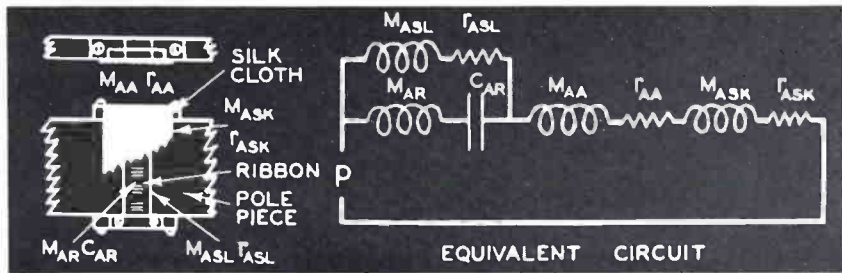 SILK
CLOTH
M_AA r_AA
M_ASK
r_ASK
RIBBON
POLE
PIECE
M_AR C_AR
M_ASL r_ASL
M_ASL r_ASL
M_AR C_AR
M_AA r_AA M_ASK r_ASK
P
EQUIVALENT CIRCUIT